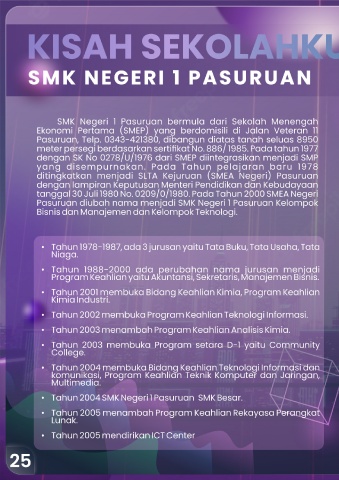 KISAH SEKOLAHKU
SMK NEGERI 1 PASURUAN
SMK Negeri 1 Pasuruan bermula dari Sekolah Menengah
Ekonomi Pertama (SMEP) yang berdomisili di Jalan Veteran 11
Pasuruan, Telp. 0343-421380, dibangun diatas tanah seluas 8950
meter persegi berdasarkan sertifikat No. 886/ 1985. Pada tahun 1977
dengan SK No 0278/U/1976 dari SMEP diintegrasikan menjadi SMP
yang disempurnakan. Pada Tahun pelajaran baru 1978
ditingkatkan menjadi SLTA Kejuruan (SMEA Negeri) Pasuruan
dengan lampiran Keputusan Menteri Pendidikan dan Kebudayaan
tanggal 30 Juli 1980 No. 0209/0/1980. Pada Tahun 2000 SMEA Negeri
Pasuruan diubah nama menjadi SMK Negeri 1 Pasuruan Kelompok
Bisnis dan Manajemen dan Kelompok Teknologi.
• Tahun 1978-1987, ada 3 jurusan yaitu Tata Buku, Tata Usaha, Tata
Niaga.
• Tahun 1988-2000 ada perubahan nama jurusan menjadi
Program Keahlian yaitu Akuntansi, Sekretaris, Manajemen Bisnis.
• Tahun 2001 membuka Bidang Keahlian Kimia, Program Keahlian
Kimia Industri.
• Tahun 2002 membuka Program Keahlian Teknologi Informasi.
• Tahun 2003 menambah Program Keahlian Analisis Kimia.
• Tahun 2003 membuka Program setara D-1 yaitu Community
College.
• Tahun 2004 membuka Bidang Keahlian Teknologi Informasi dan
komunikasi, Program Keahlian Teknik Komputer dan Jaringan,
Multimedia.
• Tahun 2004 SMK Negeri 1 Pasuruan SMK Besar.
• Tahun 2005 menambah Program Keahlian Rekayasa Perangkat
Lunak.
• Tahun 2005 mendirikan ICT Center
25